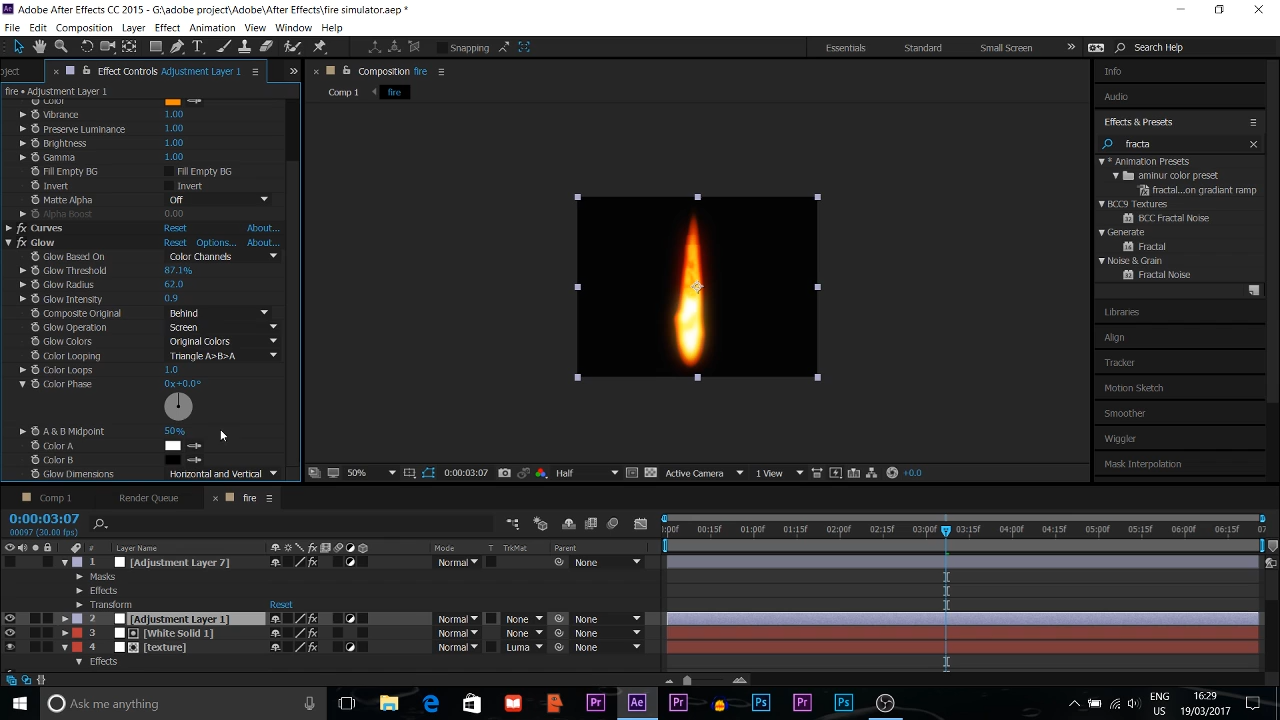 Adobe After Effects CC 2015 - G:\adobe project\Adobe\After Effects\fire simulator.aep *
File Edit Composition Layer Effect Animation View Window Help
Snapping Essentials Standard Small Screen Search Help
oject Effect Controls Adjustment Layer 1
fire • Adjustment Layer 1
Color
Vibrance 1.00
Preserve Luminance 1.00
Brightness 1.00
Gamma 1.00
Fill Empty BG Fill Empty BG
Invert Invert
Matte Alpha Off
Alpha Boost 0.00
fx Curves Reset About...
fx Glow Reset Options... About...
Glow Based On Color Channels
Glow Threshold 87.1%
Glow Radius 62.0
Glow Intensity 0.9
Composite Original Behind
Glow Operation Screen
Glow Colors Original Colors
Color Looping Triangle A>B>A
Color Loops 1.0
Color Phase 0x+0.0°
A & B Midpoint 50%
Color A
Color B
Glow Dimensions Horizontal and Vertical
Composition fire
Comp 1 fire
50% 0:00:03:07 Half Active Camera 1 View +0.0
Info
Audio
Effects & Presets
fracta
* Animation Presets
aminur color preset
fractal...on gradiant ramp
BCC9 Textures
BCC Fractal Noise
Generate
Fractal
Noise & Grain
Fractal Noise
Libraries
Align
Tracker
Motion Sketch
Smoother
Wiggler
Mask Interpolation
Comp 1 Render Queue fire
0:00:03:07
00097 (30.00 fps)
0:00f 00:15f 01:00f 01:15f 02:00f 02:15f 03:00f 03:15f 04:00f 04:15f 05:00f 05:15f 06:00f 06:15f 07
# Layer Name Mode T TrkMat Parent
1 [Adjustment Layer 7] Normal None
Masks
Effects
Transform Reset
2 [Adjustment Layer 1] Normal None None
3 [White Solid 1] Normal None None
4 [texture] Normal Luma None
Effects
Ask me anything
ENG 16:29
US 19/03/2017